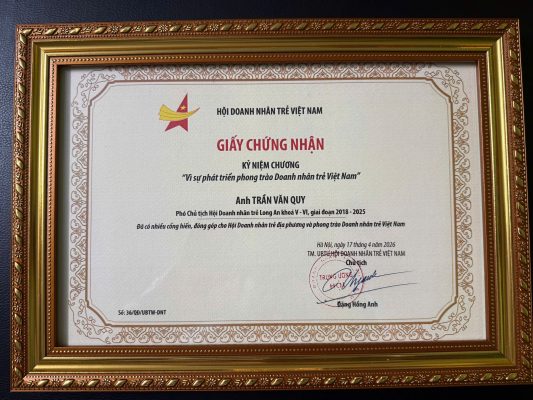 HỘI DOANH NHÂN TRẺ VIỆT NAM
GIẤY CHỨNG NHẬN
KỶ NIỆM CHƯƠNG
“Vì sự phát triển phong trào Doanh nhân trẻ Việt Nam”
Anh TRẦN VĂN QUY
Phó Chủ tịch Hội Doanh nhân trẻ Long An khoá V - VI, giai đoạn 2018 - 2025
Đã có nhiều cống hiến, đóng góp cho Hội Doanh nhân trẻ địa phương và phong trào Doanh nhân trẻ Việt Nam
Hà Nội, ngày 17 tháng 4 năm 2026
TM. UBTW HỘI DOANH NHÂN TRẺ VIỆT NAM
Chủ tịch
TRUNG ƯƠNG
Đặng Hồng Anh
Số: 36/QĐ/UBTW-DNT